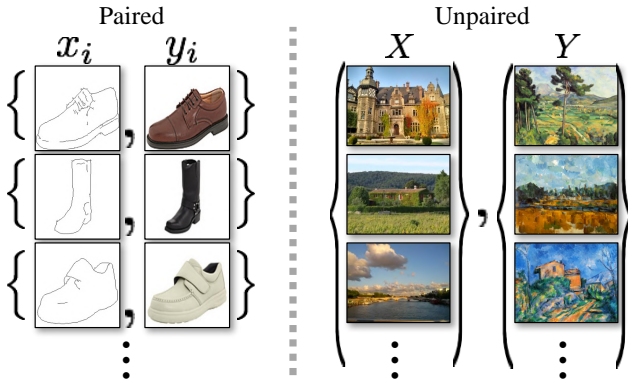 Paired
x_i y_i
{ , }
{ , }
{ , }
⋮
Unpaired
X Y
{ , }
⋮ ⋮